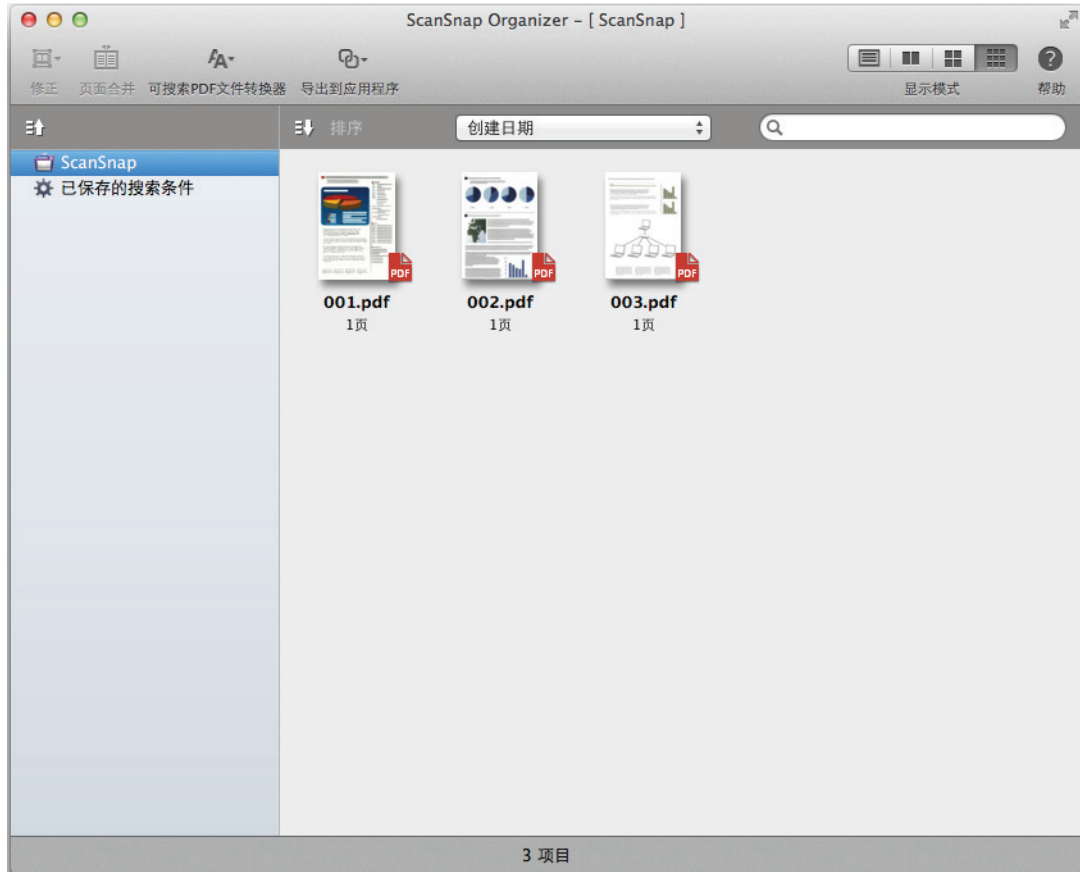 ScanSnap Organizer – [ ScanSnap ]
修正 页面合并 可搜索PDF文件转换器 导出到应用程序 显示模式 帮助
排序 创建日期
ScanSnap
已保存的搜索条件
PDF PDF PDF
001.pdf 002.pdf 003.pdf
1页 1页 1页
3 项目